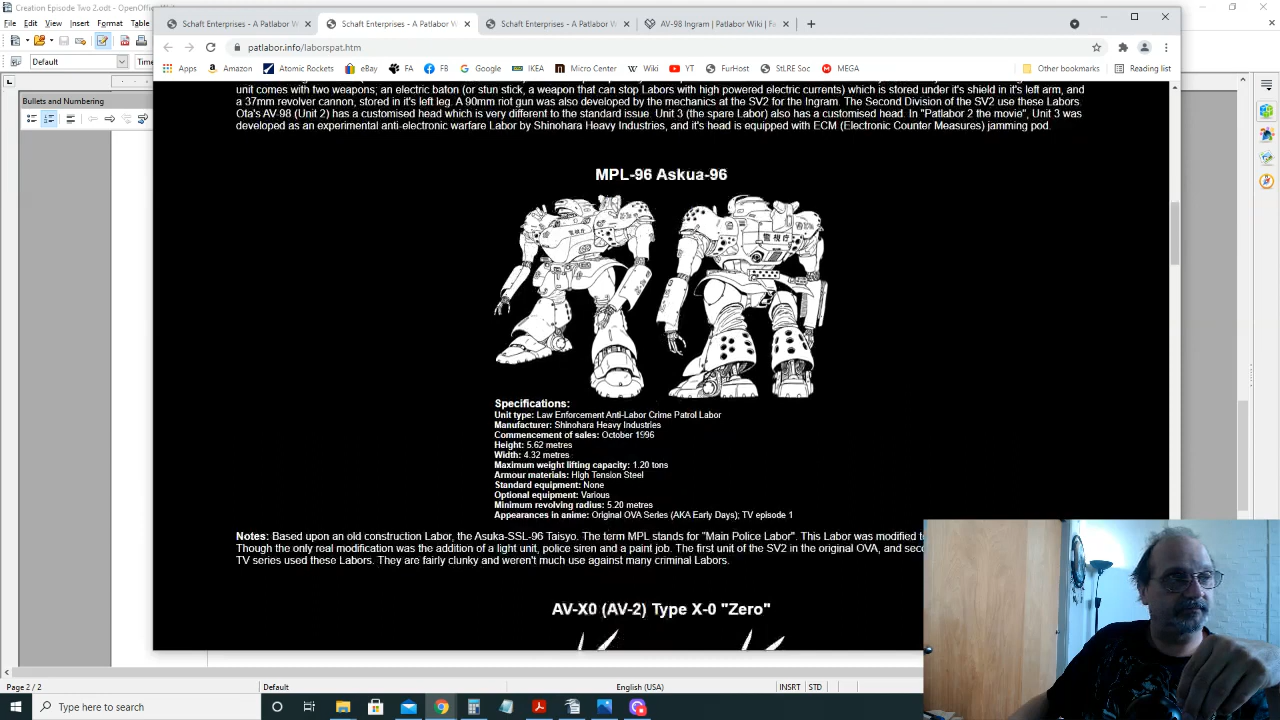 Creation Episode Two 2.odt - OpenOffice W
Schaft Enterprises - A Patlabor W
Schaft Enterprises - A Patlabor W
Schaft Enterprises - A Patlabor W
AV-98 Ingram | Patlabor Wiki |
File Edit View Insert Format Table
patlabor.info/laborspat.htm
Default
Apps Amazon Atomic Rockets eBay FA FB Google IKEA Micro Center Wiki YT FurHost StLRE Soc MEGA Other bookmarks Reading list
unit comes with two weapons; an electric baton (or stun stick, a weapon that can stop Labors with high powered electric currents) which is stored under it's shield in it's left arm, and
Bullets and Numbering
a 37mm revolver cannon, stored in it's left leg. A 90mm riot gun was also developed by the mechanics at the SV2 for the Ingram. The Second Division of the SV2 use these Labors.
Ota's AV-98 (Unit 2) has a customised head which is very different to the standard issue. Unit 3 (the spare Labor) also has a customised head. In "Patlabor 2 the movie", Unit 3 was
developed as an experimental anti-electronic warfare Labor by Shinohara Heavy Industries, and it's head is equipped with ECM (Electronic Counter Measures) jamming pod.
MPL-96 Askua-96
警視庁
警視庁
Specifications:
Unit type: Law Enforcement Anti-Labor Crime Patrol Labor
Manufacturer: Shinohara Heavy Industries
Commencement of sales: October 1996
Height: 5.62 metres
Width: 4.32 metres
Maximum weight lifting capacity: 1.20 tons
Armour materials: High Tension Steel
Standard equipment: None
Optional equipment: Various
Minimum revolving radius: 5.20 metres
Appearances in anime: Original OVA Series (AKA Early Days); TV episode 1
Notes: Based upon an old construction Labor, the Asuka-SSL-96 Taisyo. The term MPL stands for "Main Police Labor". This Labor was modified t
Though the only real modification was the addition of a light unit, police siren and a paint job. The first unit of the SV2 in the original OVA, and sec
TV series used these Labors. They are fairly clunky and weren't much use against many criminal Labors.
AV-X0 (AV-2) Type X-0 "Zero"
Page 2 / 2 Default English (USA) INSRT STD
Type here to search